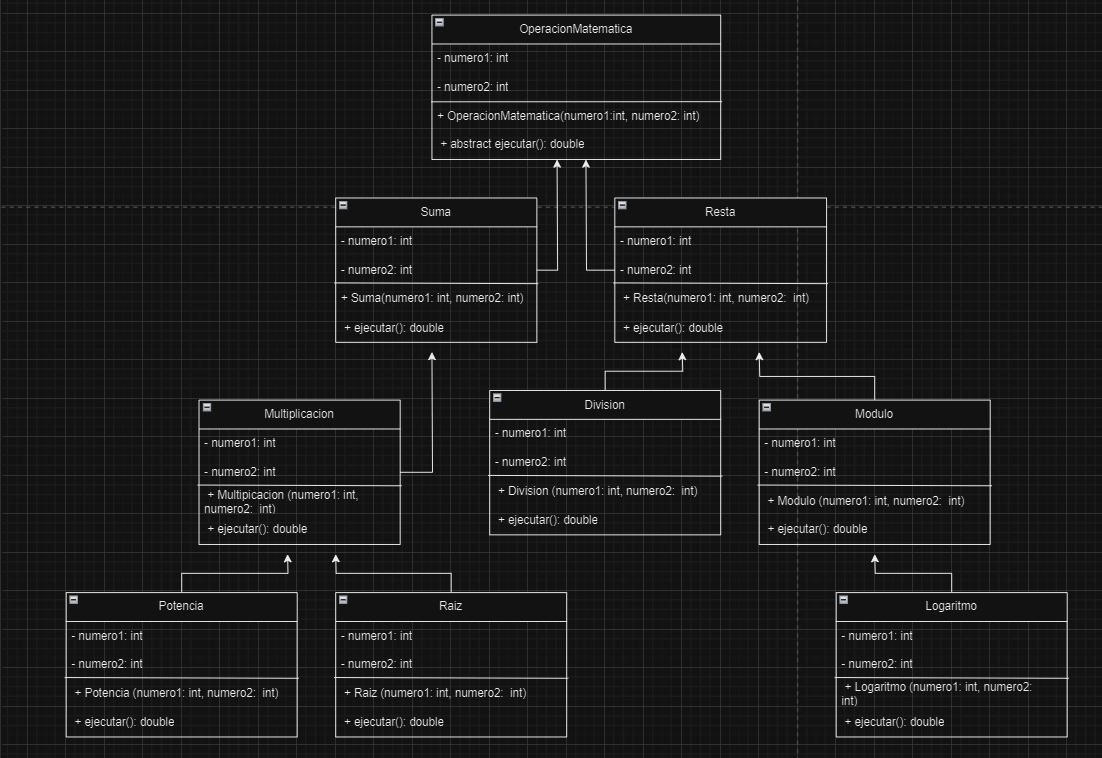 OperacionMatematica
- numero1: int
- numero2: int
+ OperacionMatematica(numero1:int, numero2: int)
+ abstract ejecutar(): double
Suma
- numero1: int
- numero2: int
+ Suma(numero1: int, numero2: int)
+ ejecutar(): double
Resta
- numero1: int
- numero2: int
+ Resta(numero1: int, numero2:  int)
+ ejecutar(): double
Multiplicacion
- numero1: int
- numero2: int
+ Multiplicacion (numero1: int,
numero2:  int)
+ ejecutar(): double
Division
- numero1: int
- numero2: int
+ Division (numero1: int, numero2:  int)
+ ejecutar(): double
Modulo
- numero1: int
- numero2: int
+ Modulo (numero1: int, numero2:  int)
+ ejecutar(): double
Potencia
- numero1: int
- numero2: int
+ Potencia (numero1: int, numero2:  int)
+ ejecutar(): double
Raiz
- numero1: int
- numero2: int
+ Raiz (numero1: int, numero2:  int)
+ ejecutar(): double
Logaritmo
- numero1: int
- numero2: int
+ Logaritmo (numero1: int, numero2:
int)
+ ejecutar(): double